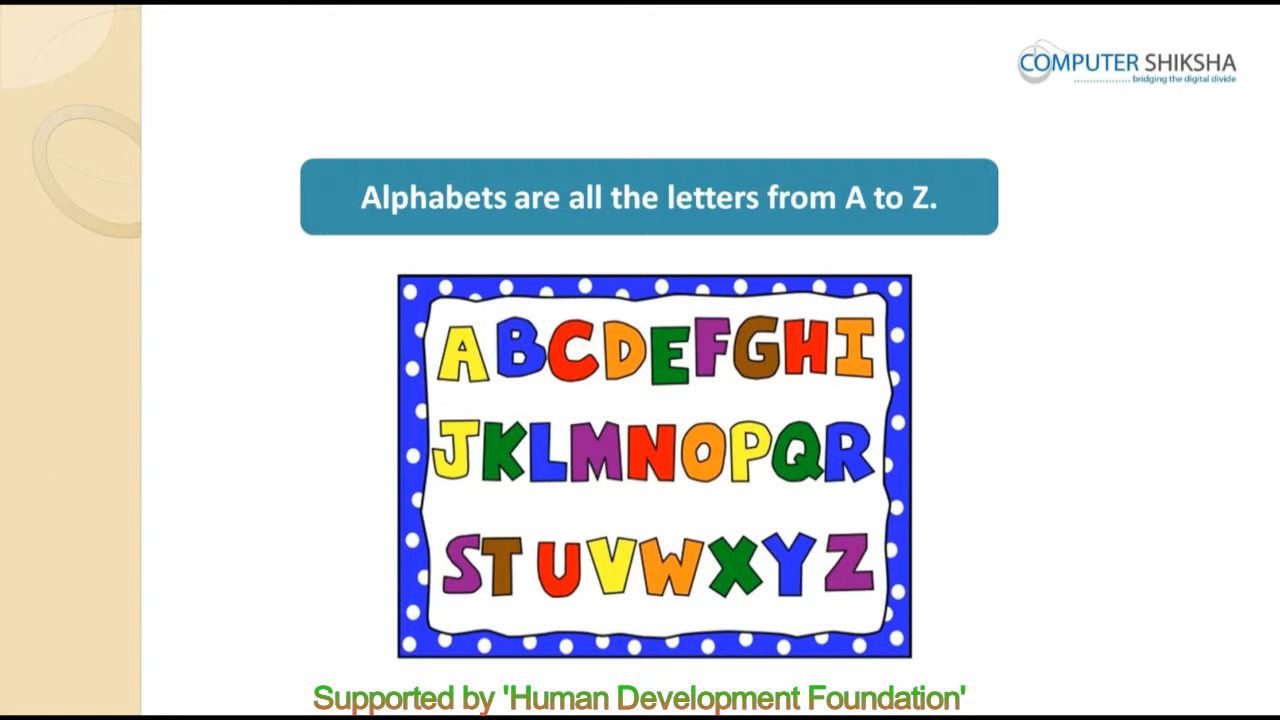 COMPUTER SHIKSHA
bridging the digital divide
Alphabets are all the letters from A to Z.
ABCDEFGHI
JKLMNOPQR
STUVWXYZ
Supported by 'Human Development Foundation'